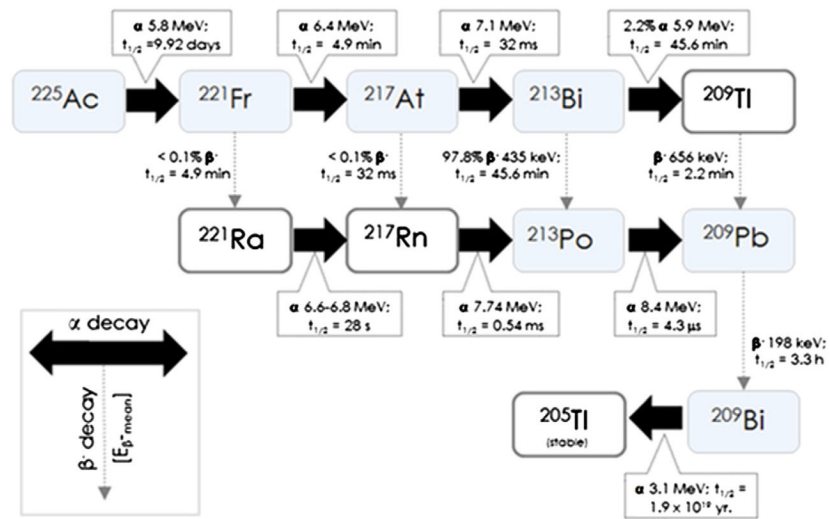 α 5.8 MeV;
t1/2 =9.92 days
α 6.4 MeV;
t1/2 = 4.9 min
α 7.1 MeV;
t1/2 = 32 ms
2.2% α 5.9 MeV;
t1/2 = 45.6 min
225Ac
221Fr
217At
213Bi
209Tl
< 0.1% β-
t1/2 = 4.9 min
< 0.1% β-
t1/2 = 32 ms
97.8% β- 435 keV;
t1/2 = 45.6 min
β- 656 keV;
t1/2 = 2.2 min
221Ra
217Rn
213Po
209Pb
α 6.6-6.8 MeV;
t1/2 = 28 s
α 7.74 MeV;
t1/2 = 0.54 ms
α 8.4 MeV;
t1/2 = 4.3 µs
α decay
β- decay
[Eβ-mean]
β- 198 keV;
t1/2 = 3.3 h
205Tl
(stable)
209Bi
α 3.1 MeV; t1/2 =
1.9 x 10¹⁹ yr.